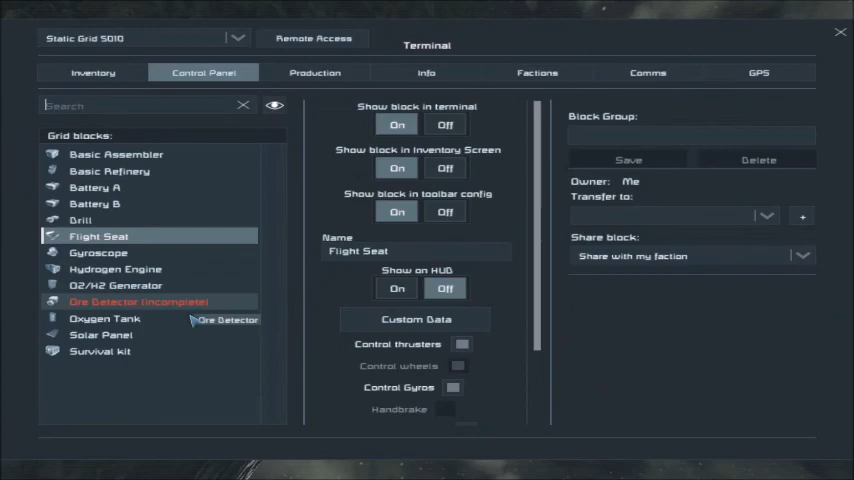 Static Grid 5010
Remote Access
Terminal
Inventory
Control Panel
Production
Info
Factions
Comms
GPS
Search
Grid blocks:
Basic Assembler
Basic Refinery
Battery A
Battery B
Drill
Flight Seat
Gyroscope
Hydrogen Engine
O2/H2 Generator
Ore Detector (Incomplete)
Oxygen Tank
Ore Detector
Solar Panel
Survival kit
Show block in terminal
On Off
Show block in Inventory Screen
On Off
Show block in toolbar config
On Off
Name
Flight Seat
Show on HUD
On Off
Custom Data
Control thrusters
Control wheels
Control Gyros
Handbrake
Block Group:
Save Delete
Owner: Me
Transfer to:
+
Share block:
Share with my faction